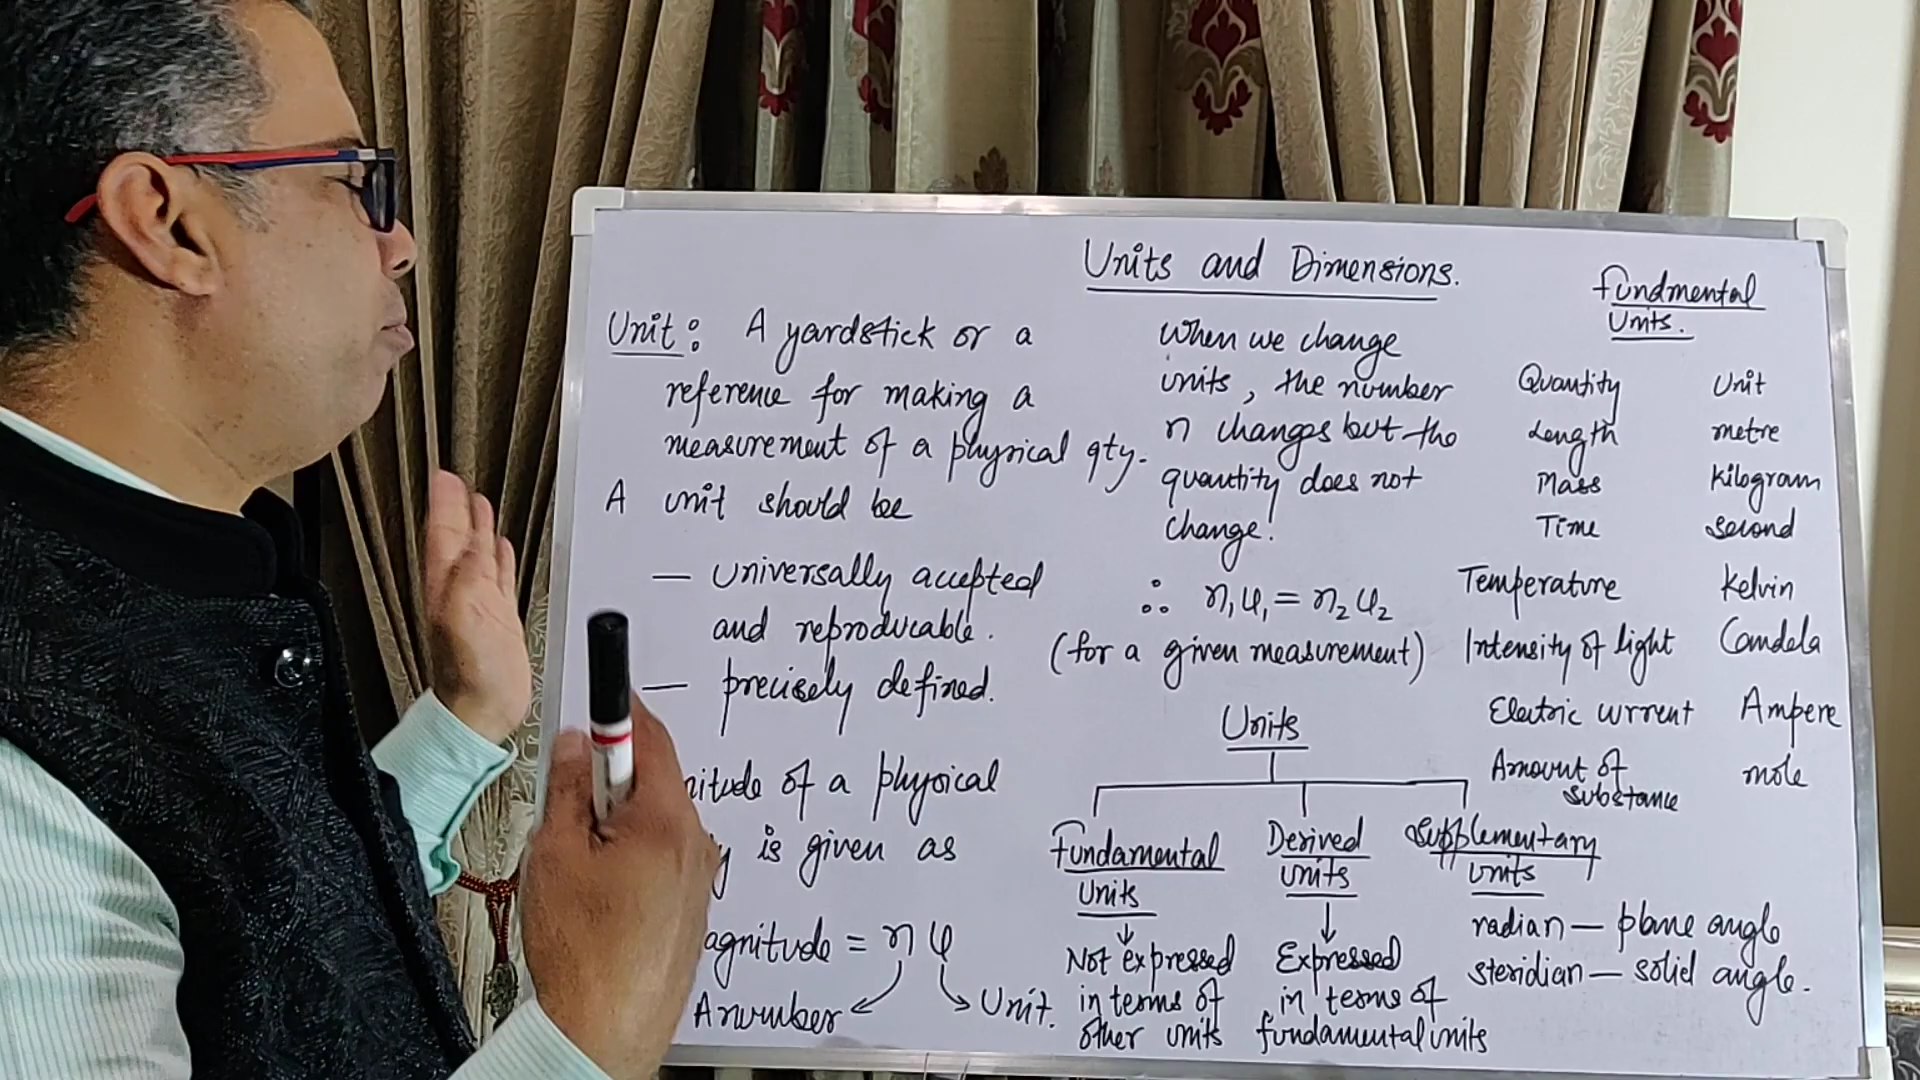 Units and Dimensions.
Unit: A yardstick or a
reference for making a
measurement of a physical qty.
A unit should be
— Universally accepted
and reproducable.
— precisely defined.
nitude of a physical
y is given as
agnitude = n u
A number
Unit.
When we change
units, the number
n changes but the
quantity does not
change!
∴ n₁u₁ = n₂u₂
(for a given measurement)
Units
Fundamental
Units
Not expressed
in terms of
other units
Derived
units
Expressed
in terms of
fundamental units
Supplementary
units
radian — plane angle
steridian — solid angle.
Fundmental
Units.
Quantity Unit
Length metre
Mass Kilogram
Time second
Temperature Kelvin
Intensity of light Candela
Electric current Ampere
Amount of mole
substance